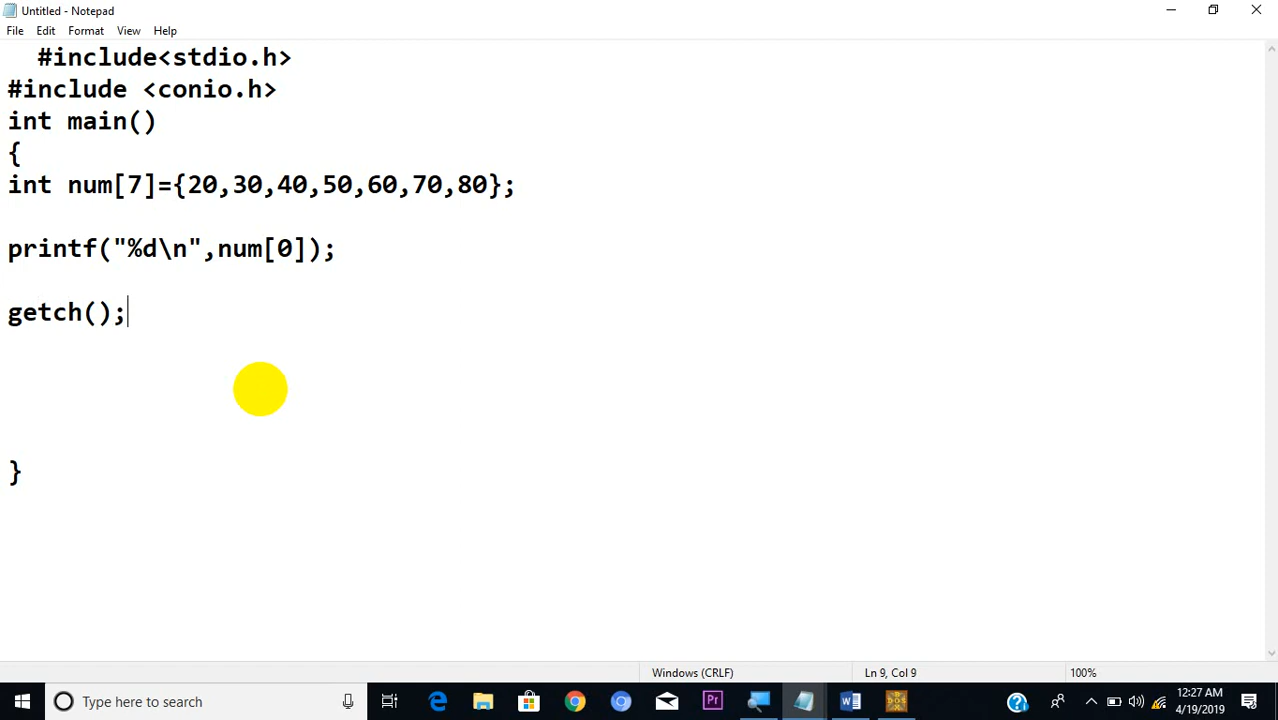 Untitled - Notepad
File Edit Format View Help
#include<stdio.h>
#include <conio.h>
int main()
{
int num[7]={20,30,40,50,60,70,80};
printf("%d\n",num[0]);
getch();
}
Windows (CRLF) Ln 9, Col 9 100%
Type here to search
Pr
W
DOS
12:27 AM
4/19/2019